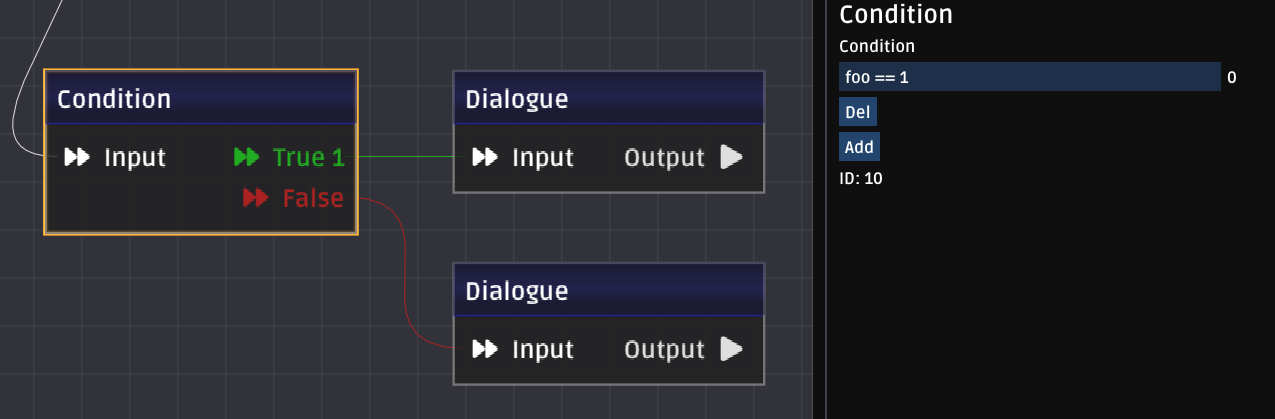 Condition
Input
True 1
False
Dialogue
Input
Output
Dialogue
Input
Output
Condition
Condition
foo == 1
0
Del
Add
ID: 10